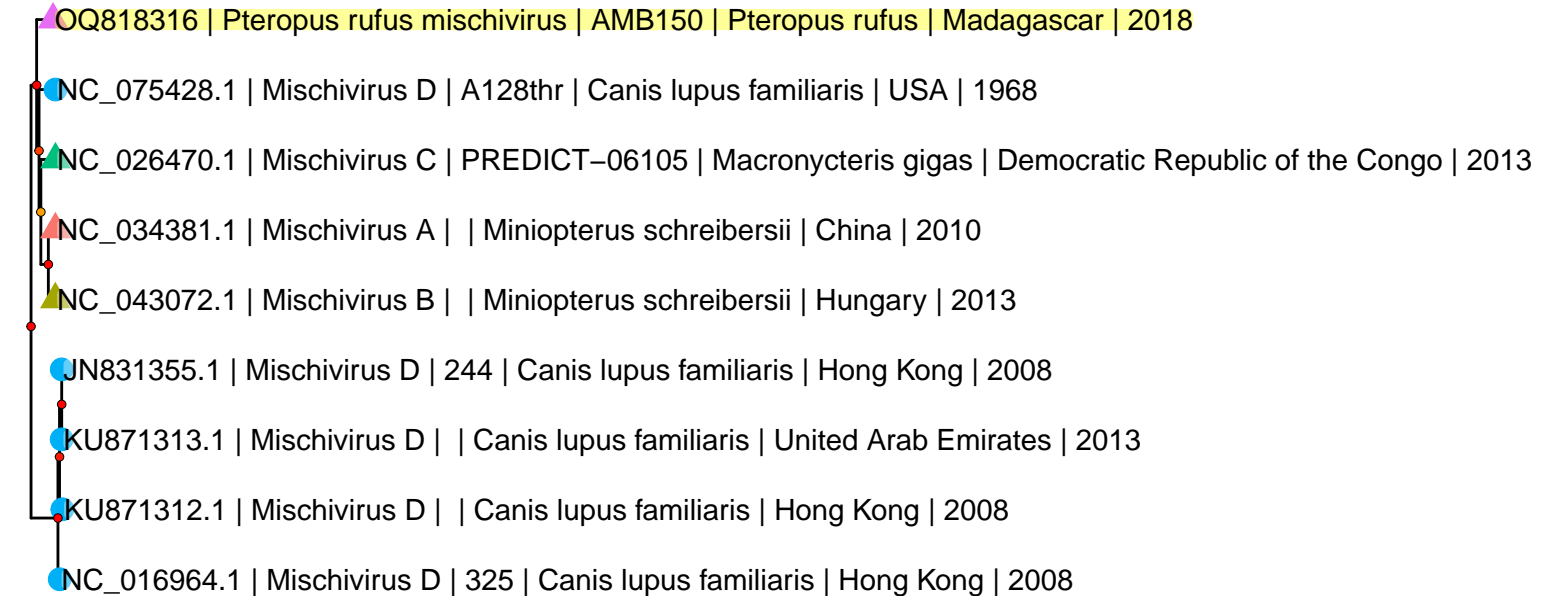 OQ818316 | Pteropus rufus mischivirus | AMB150 | Pteropus rufus | Madagascar | 2018
NC_075428.1 | Mischivirus D | A128thr | Canis lupus familiaris | USA | 1968
NC_026470.1 | Mischivirus C | PREDICT−06105 | Macronycteris gigas | Democratic Republic of the Congo | 2013
NC_034381.1 | Mischivirus A |  | Miniopterus schreibersii | China | 2010
NC_043072.1 | Mischivirus B |  | Miniopterus schreibersii | Hungary | 2013
JN831355.1 | Mischivirus D | 244 | Canis lupus familiaris | Hong Kong | 2008
KU871313.1 | Mischivirus D |  | Canis lupus familiaris | United Arab Emirates | 2013
KU871312.1 | Mischivirus D |  | Canis lupus familiaris | Hong Kong | 2008
NC_016964.1 | Mischivirus D | 325 | Canis lupus familiaris | Hong Kong | 2008